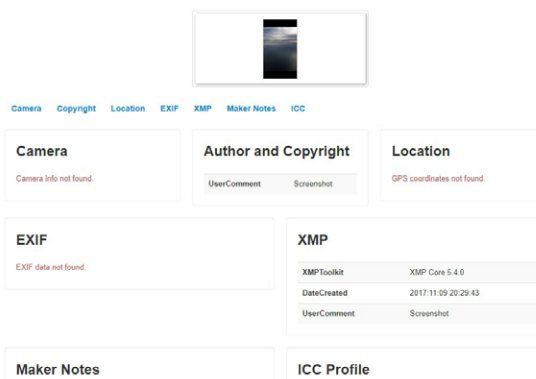 Camera Copyright Location EXIF XMP Maker Notes ICC
Camera
Camera info not found.
Author and Copyright
UserComment Screenshot
Location
GPS coordinates not found.
EXIF
EXIF data not found.
XMP
XMPToolkit XMP Core 5.4.0
DateCreated 2017:11:09 20:29:43
UserComment Screenshot
Maker Notes
ICC Profile